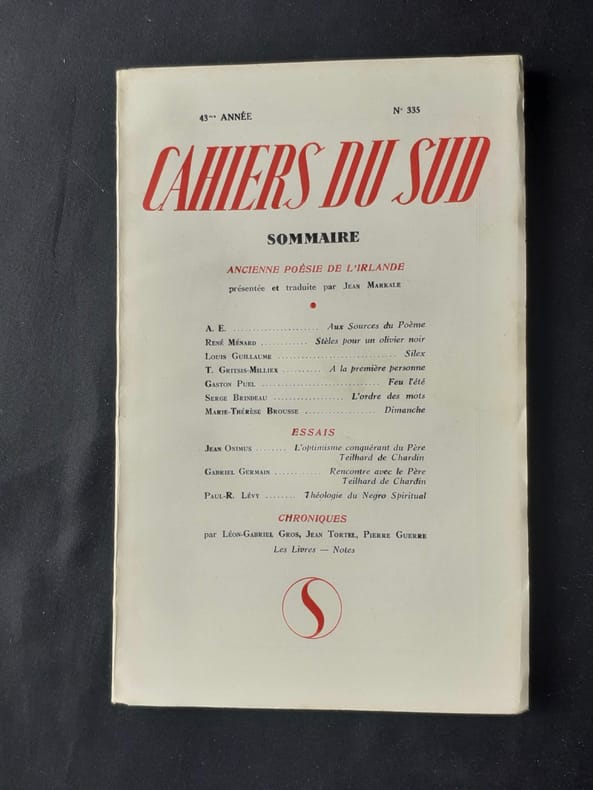 43me ANNÉE N° 335
CAHIERS DU SUD
SOMMAIRE
ANCIENNE POÉSIE DE L'IRLANDE
présentée et traduite par JEAN MARKALE
A. E. ...................... Aux Sources du Poème
RENÉ MÉNARD ........... Stèles pour un olivier noir
LOUIS GUILLAUME ............................... Silex
T. GRITSIS-MILLIEX .......... A la première personne
GASTON PUEL .............................. Feu l'été
SERGE BRINDEAU .................... L'ordre des mots
MARIE-THÉRÈSE BROUSSE .................. Dimanche
ESSAIS
JEAN ONIMUS ........ L'optimisme conquérant du Père
Teilhard de Chardin
GABRIEL GERMAIN ............ Rencontre avec le Père
Teilhard de Chardin
PAUL-R. LÉVY ........ Théologie du Negro Spiritual
CHRONIQUES
par LÉON-GABRIEL GROS, JEAN TORTEL, PIERRE GUERRE
Les Livres — Notes
S